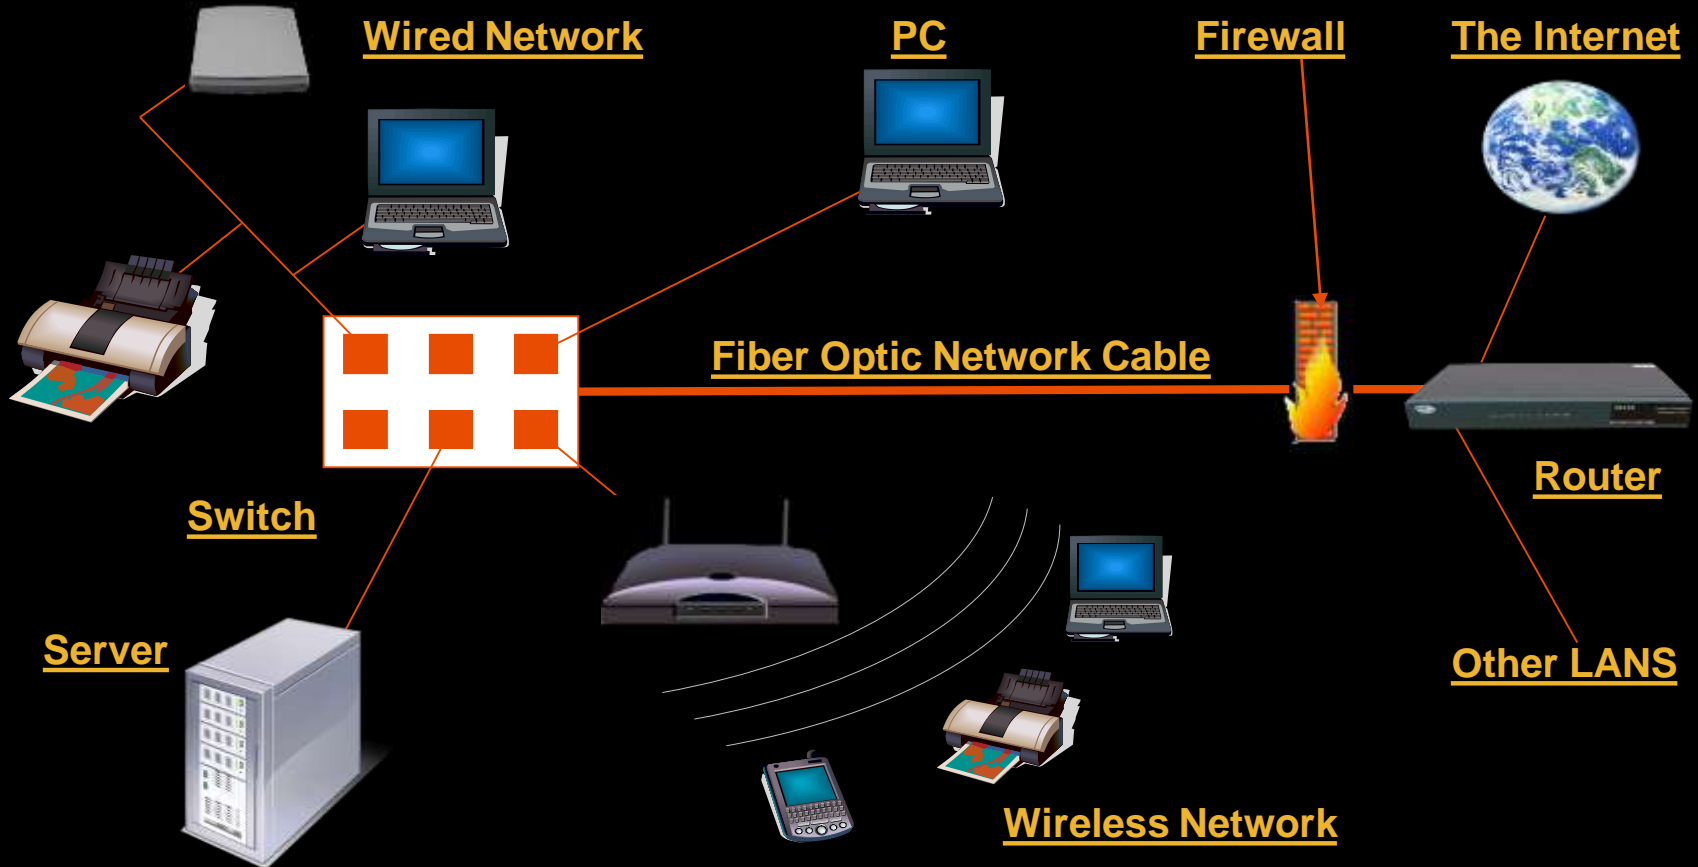 Wired Network
PC
Firewall
The Internet
Fiber Optic Network Cable
Router
Switch
Server
Other LANS
Wireless Network